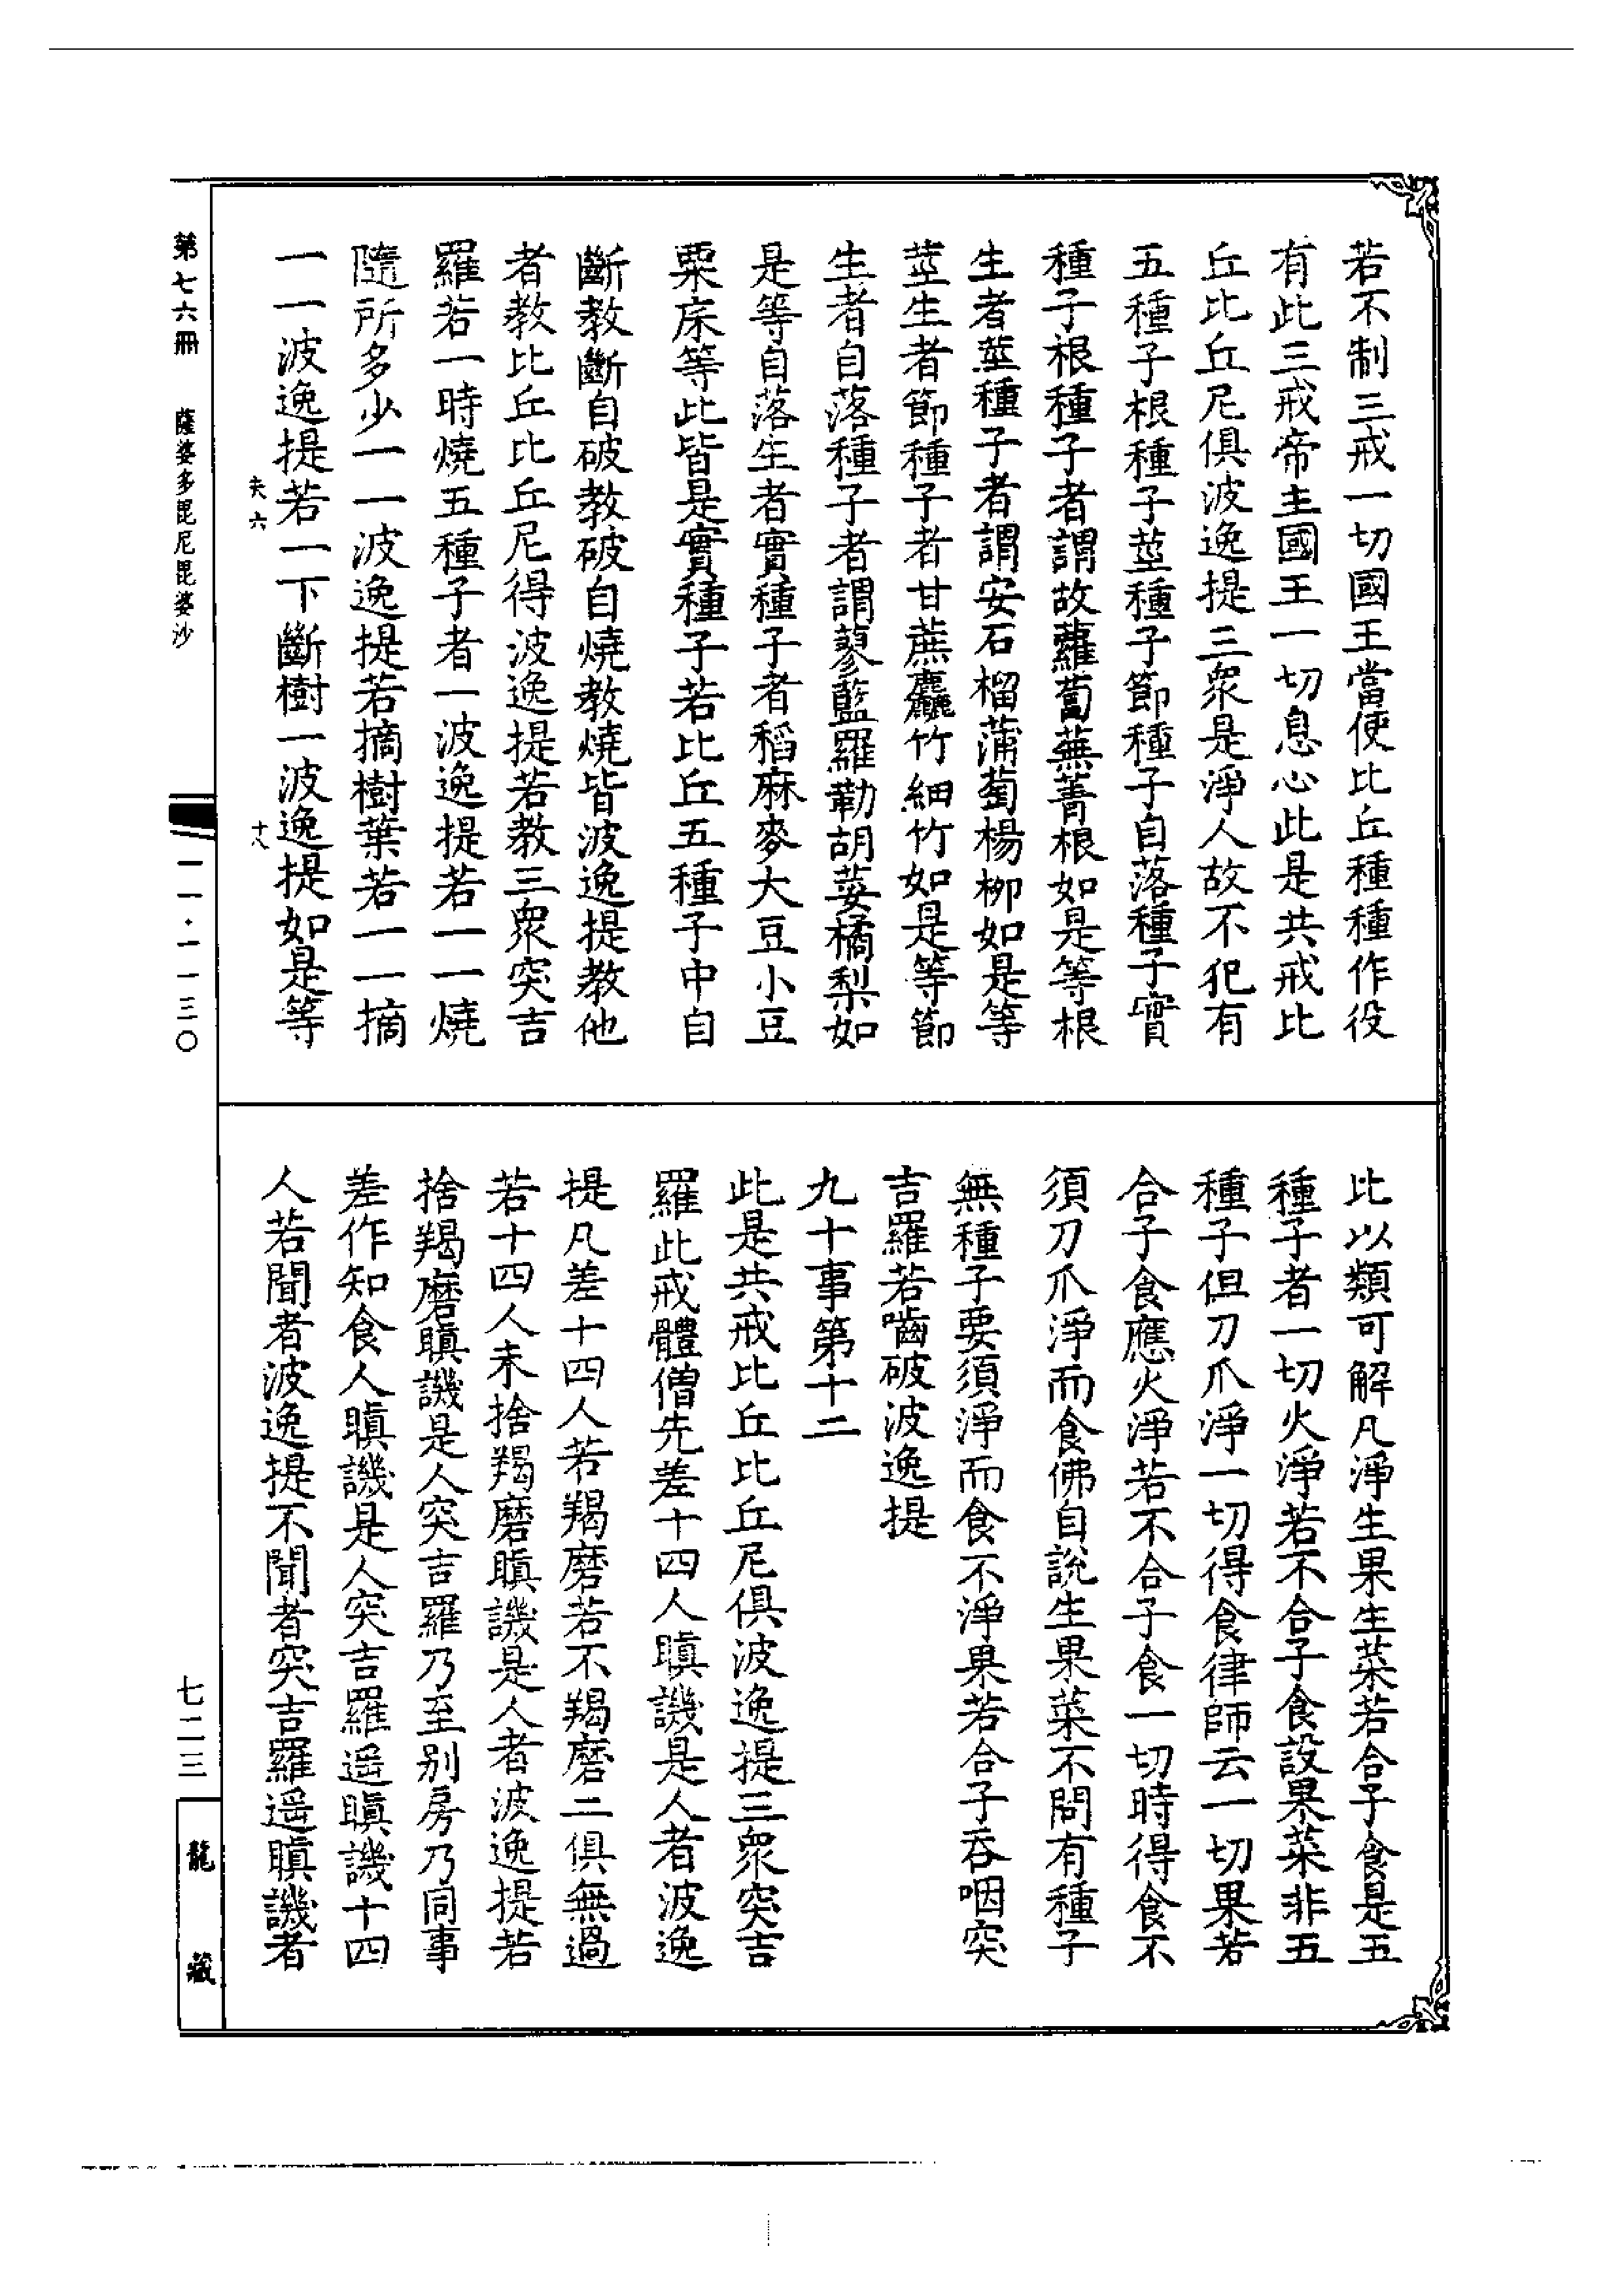 若不制三戒一切國王當使比丘種種作役
有此三戒帝主國王一切息心此是共戒比
丘比丘尼俱波逸提三衆是淨人故不犯有
五種子根種子莖種子節種子自落種子實
種子根種子者謂故蘿蔔蕪菁根如是等根
生者莖種子者謂安石榴蒲萄楊柳如是等
莖生者節種子者甘蔗麤竹細竹如是等節
生者自落種子者謂蓼藍羅勒胡荽橘梨如
是等自落生者實種子者稻麻麥大豆小豆
粟床等此皆是實種子若比丘五種子中自
斷教斷自破教破自燒教燒皆波逸提教他
者教比丘比丘尼得波逸提若教三衆突吉
羅若一時燒五種子者一波逸提若一一燒
隨所多少一一波逸提若摘樹葉若一一摘
一一波逸提若一下斷樹一波逸提如是等
比以類可解凡淨生果生菜若合子食是五
種子者一切火淨若不合子食設果菜非五
種子但刀爪淨一切得食律師云一切果若
合子食應火淨若不合子食一切時得食不
須刀爪淨而食佛自說生果菜不問有種子
無種子要須淨而食不淨果若合子吞咽突
吉羅若嚙破波逸提
九十事第十二
此是共戒比丘比丘尼俱波逸提三衆突吉
羅此戒體僧先差十四人瞋譏是人者波逸
提凡差十四人若羯磨若不羯磨二俱無過
若十四人未捨羯磨瞋譏是人者波逸提若
捨羯磨瞋譏是人突吉羅乃至别房乃同事
差作知食人瞋譏是人突吉羅遥瞋譏十四
人若聞者波逸提不聞者突吉羅遥瞋譏者
第七六冊 薩婆多毘尼毘婆沙
夫六 十八
一一·一一三〇
七二三
龍藏